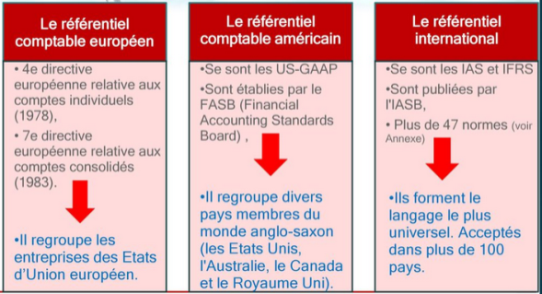 Le référentiel
comptable européen
• 4e directive
européenne relative aux
comptes individuels
(1978),
• 7e directive
européenne relative aux
comptes consolidés
(1983).
•Il regroupe les
entreprises des Etats
d'Union européen.
Le référentiel
comptable américain
•Se sont les US-GAAP
•Sont établies par le
FASB (Financial
Accounting Standards
Board) ,
•Il regroupe divers
pays membres du
monde anglo-saxon
(les Etats Unis,
l'Australie, le Canada
et le Royaume Uni).
Le référentiel
international
•Se sont les IAS et IFRS
•Sont publiées par
l'IASB,
• Plus de 47 normes (voir
Annexe)
•Ils forment le
langage le plus
universel. Acceptés
dans plus de 100
pays.